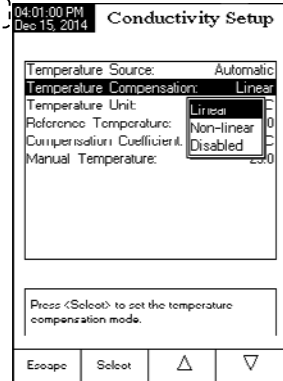 04:01:00 PM
Dec 15, 2014
Conductivity Setup
Temperature Source: Automatic
Temperature Compensation: Linear
Temperature Unit: C
Reference Temperature: 0
Compensation Coefficient: C
Manual Temperature: 25.0
Linear
Non-linear
Disabled
Press <Select> to set the temperature
compensation mode.
Escape Select △ ▽